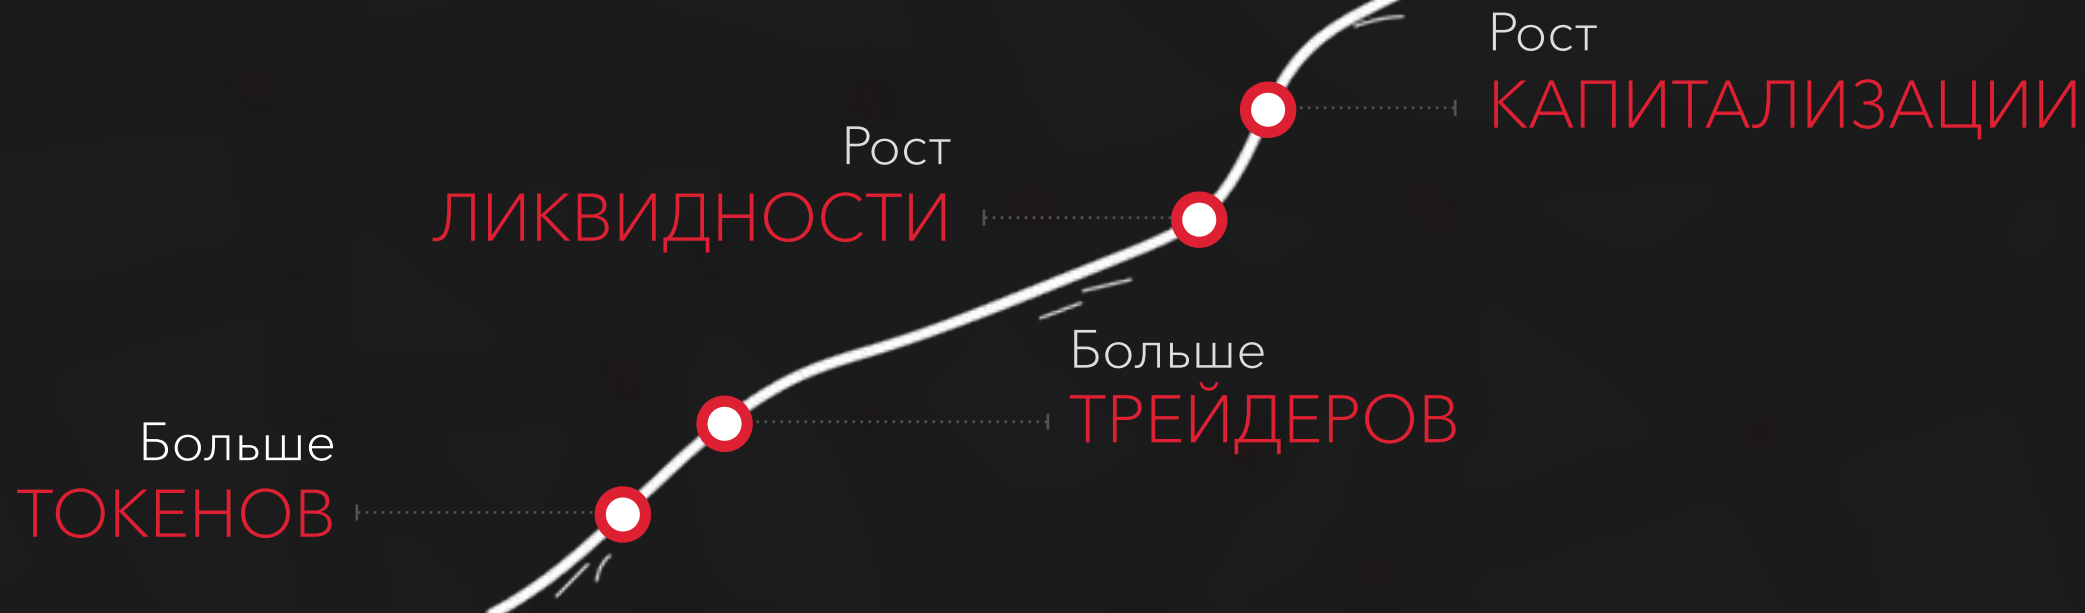 Рост
КАПИТАЛИЗАЦИИ
Рост
ЛИКВИДНОСТИ
Больше
ТРЕЙДЕРОВ
Больше
ТОКЕНОВ